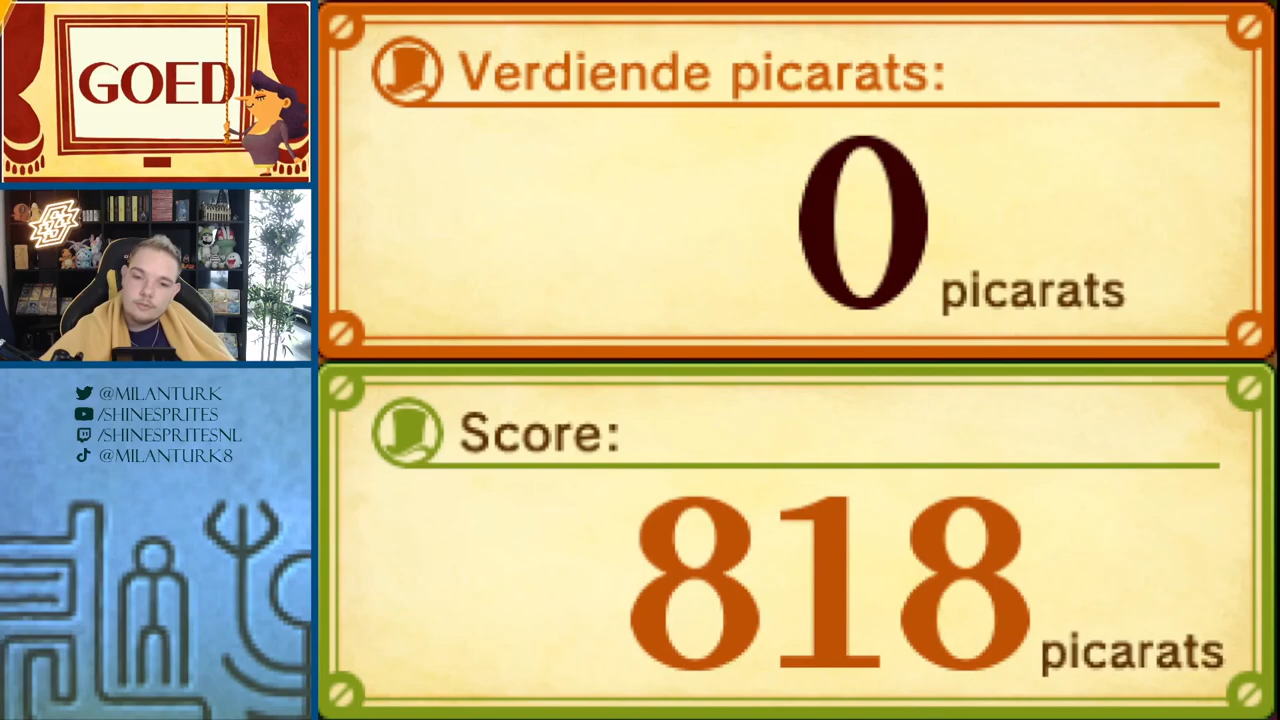 GOED
@MILANTURK
/SHINESPRITES
/SHINESPRITESNL
@MILANTURK8
Verdiende picarats:
0 picarats
Score:
818 picarats